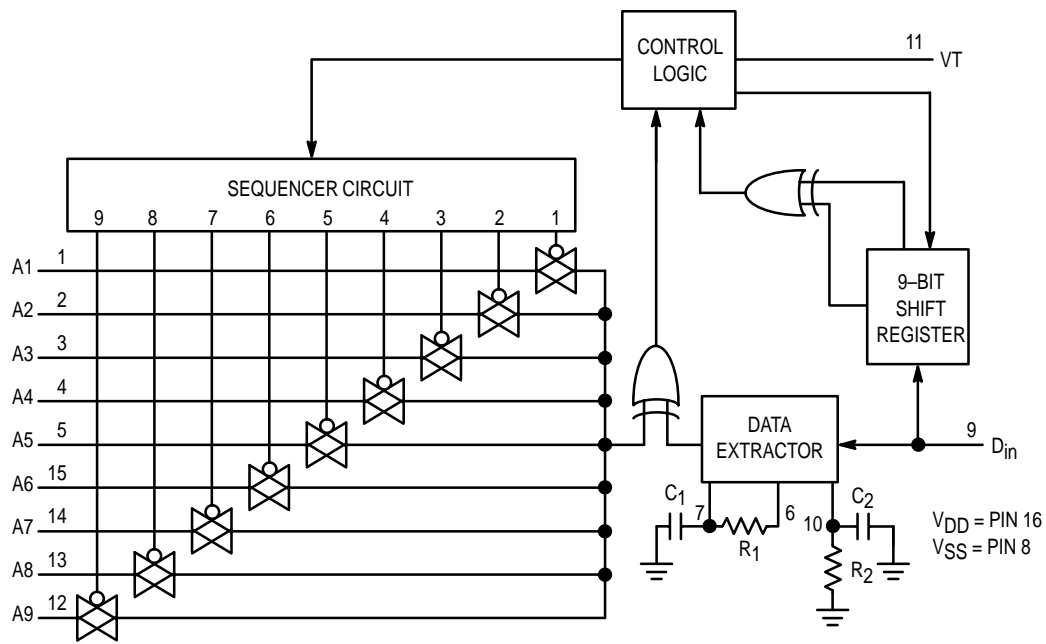 CONTROL
LOGIC
11
VT
SEQUENCER CIRCUIT
9 8 7 6 5 4 3 2 1
A1 1
A2 2
A3 3
A4 4
A5 5
A6 15
A7 14
A8 13
A9 12
9–BIT
SHIFT
REGISTER
DATA
EXTRACTOR
9
Din
C1
7
R1
6
10
C2
R2
VDD = PIN 16
VSS = PIN 8